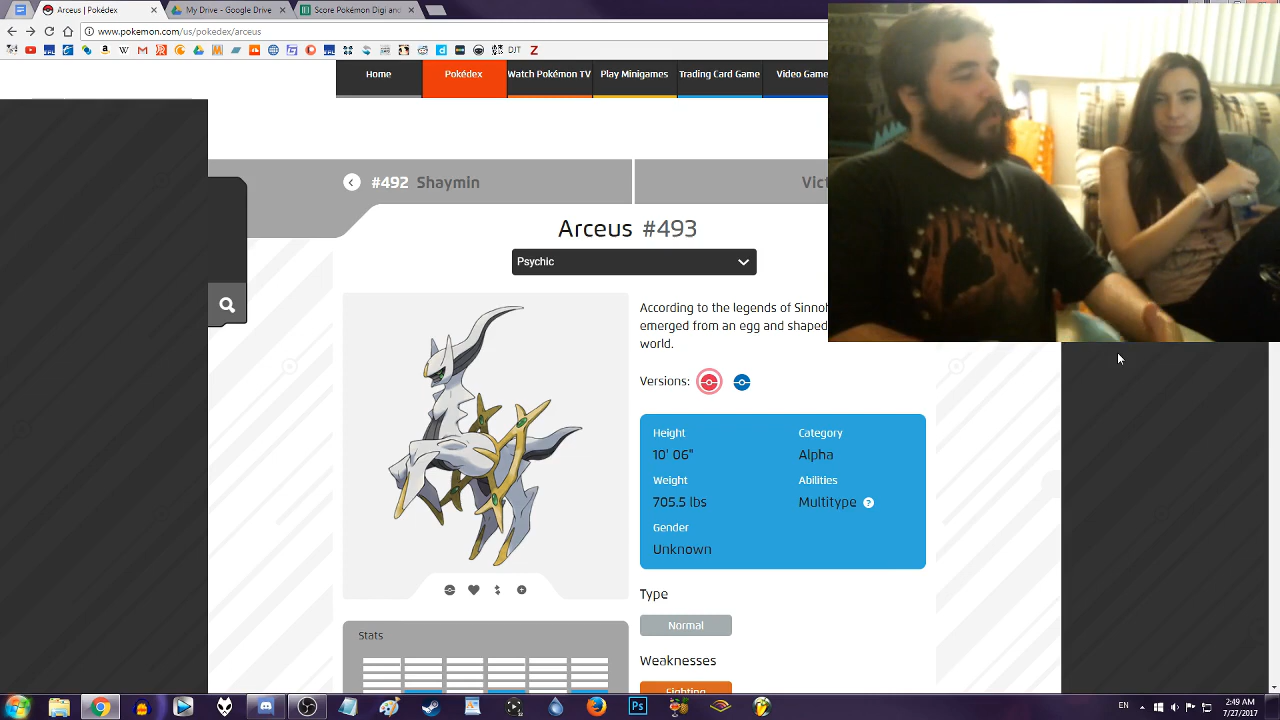 Arceus | Pokédex
My Drive - Google Drive
Score Pokémon Digi and
www.pokemon.com/us/pokedex/arceus
DJT
Home
Pokédex
Watch Pokémon TV
Play Minigames
Trading Card Game
Video Game
#492 Shaymin
Vict
Arceus #493
Psychic
According to the legends of Sinnoh
emerged from an egg and shaped
world.
Versions:
Height
10' 06"
Category
Alpha
Weight
705.5 lbs
Abilities
Multitype ?
Gender
Unknown
Type
Normal
Weaknesses
Fighting
Stats
EN
2:49 AM
7/27/2017